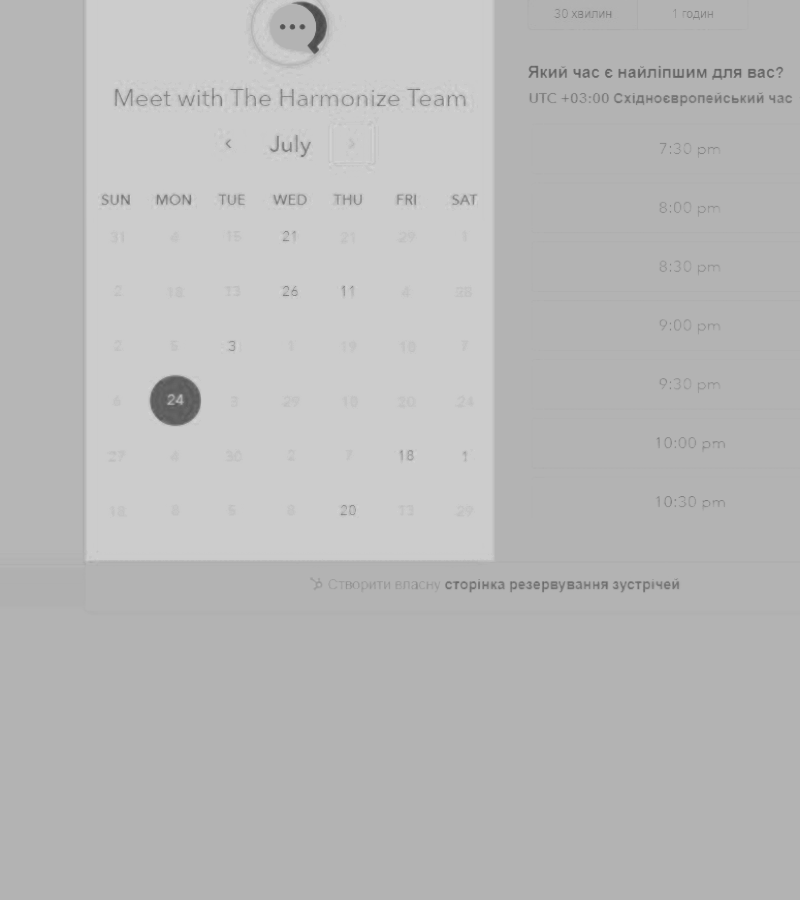 Meet with The Harmonize Team
July
SUN MON TUE WED THU FRI SAT
31 4 15 21 21 29 1
2 18 13 26 11 4 28
2 5 3 1 19 18 7
6 24 3 29 10 20 24
27 4 30 2 7 18 1
18 8 5 8 20 13 29
30 хвилин
1 годин
Який час є найліпшим для вас?
UTC +03:00 Східноєвропейський час
7:30 pm
8:00 pm
8:30 pm
9:00 pm
9:30 pm
10:00 pm
10:30 pm
Створити власну сторінка резервування зустрічей